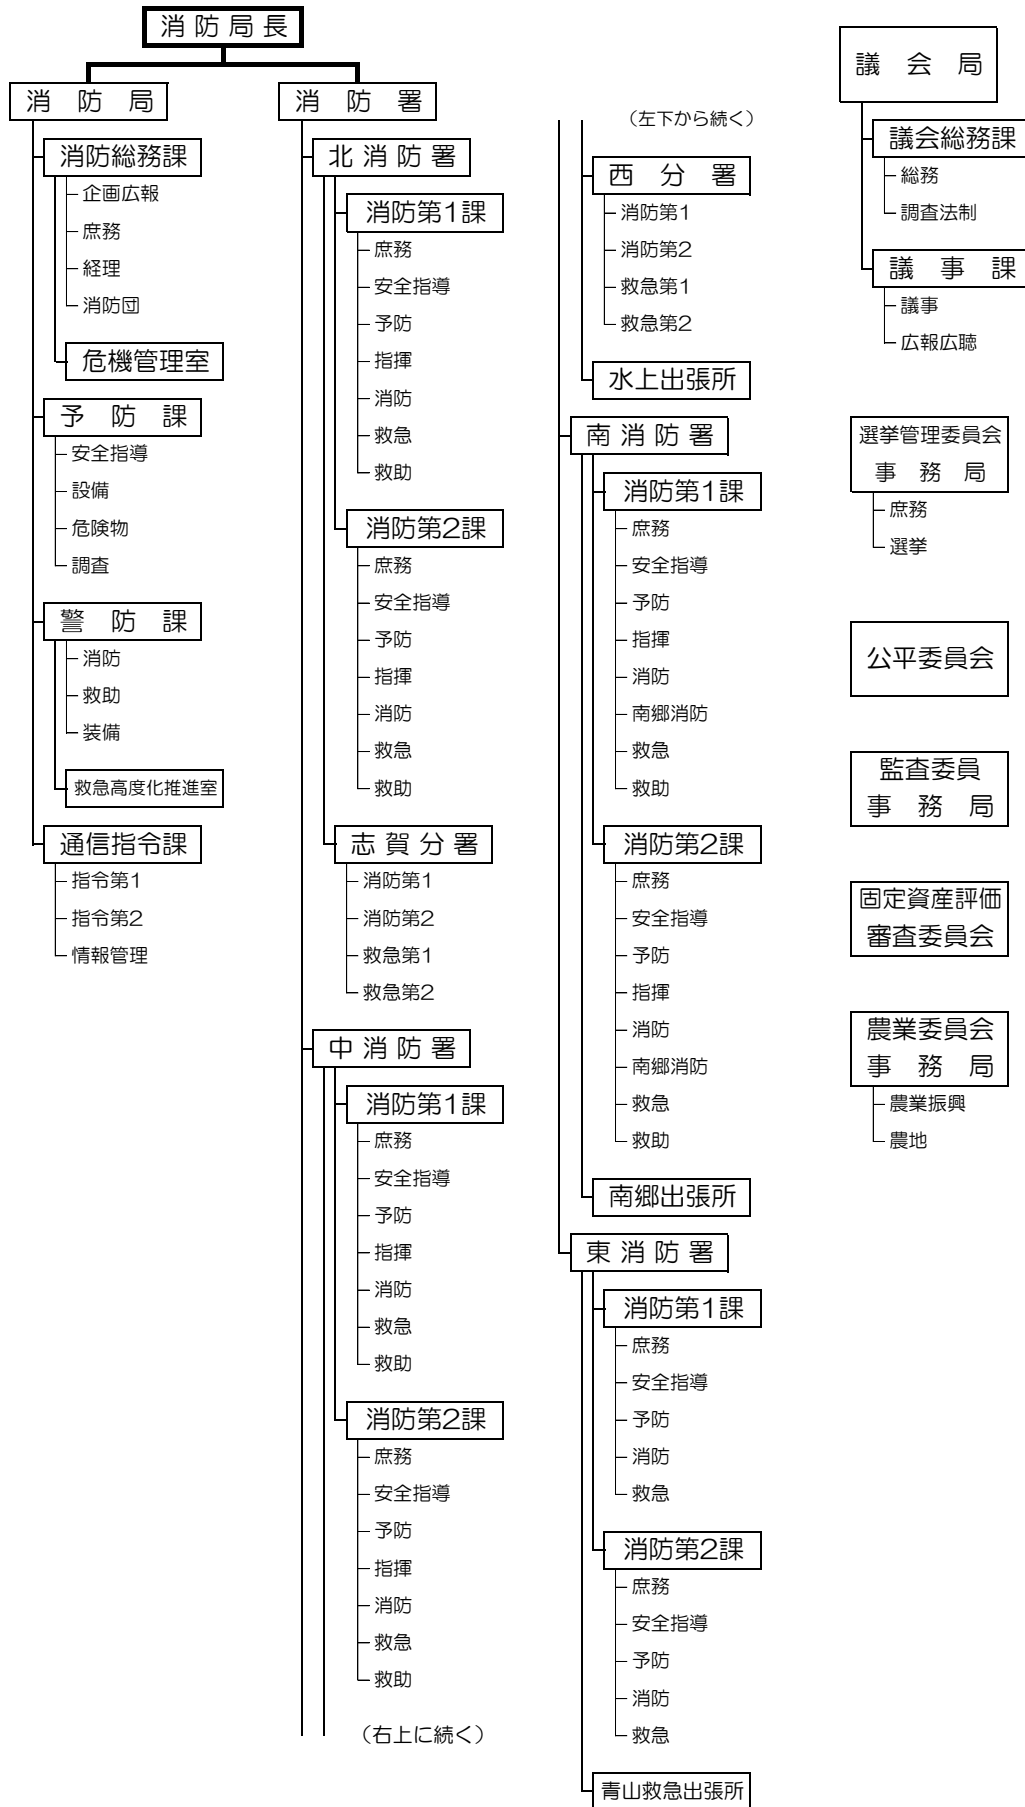 消防局長
消防局
消防総務課
企画広報
庶務
経理
消防団
危機管理室
予防課
安全指導
設備
危険物
調査
警防課
消防
救助
装備
救急高度化推進室
通信指令課
指令第1
指令第2
情報管理
消防署
北消防署
消防第1課
庶務
安全指導
予防
指揮
消防
救急
救助
消防第2課
庶務
安全指導
予防
指揮
消防
救急
救助
志賀分署
消防第1
消防第2
救急第1
救急第2
中消防署
消防第1課
庶務
安全指導
予防
指揮
消防
救急
救助
消防第2課
庶務
安全指導
予防
指揮
消防
救急
救助
(右上に続く)
(左下から続く)
西分署
消防第1
消防第2
救急第1
救急第2
水上出張所
南消防署
消防第1課
庶務
安全指導
予防
指揮
消防
南郷消防
救急
救助
消防第2課
庶務
安全指導
予防
指揮
消防
南郷消防
救急
救助
南郷出張所
東消防署
消防第1課
庶務
安全指導
予防
消防
救急
消防第2課
庶務
安全指導
予防
消防
救急
青山救急出張所
議会局
議会総務課
総務
調査法制
議事課
議事
広報広聴
選挙管理委員会
事務局
庶務
選挙
公平委員会
監査委員
事務局
固定資産評価
審査委員会
農業委員会
事務局
農業振興
農地